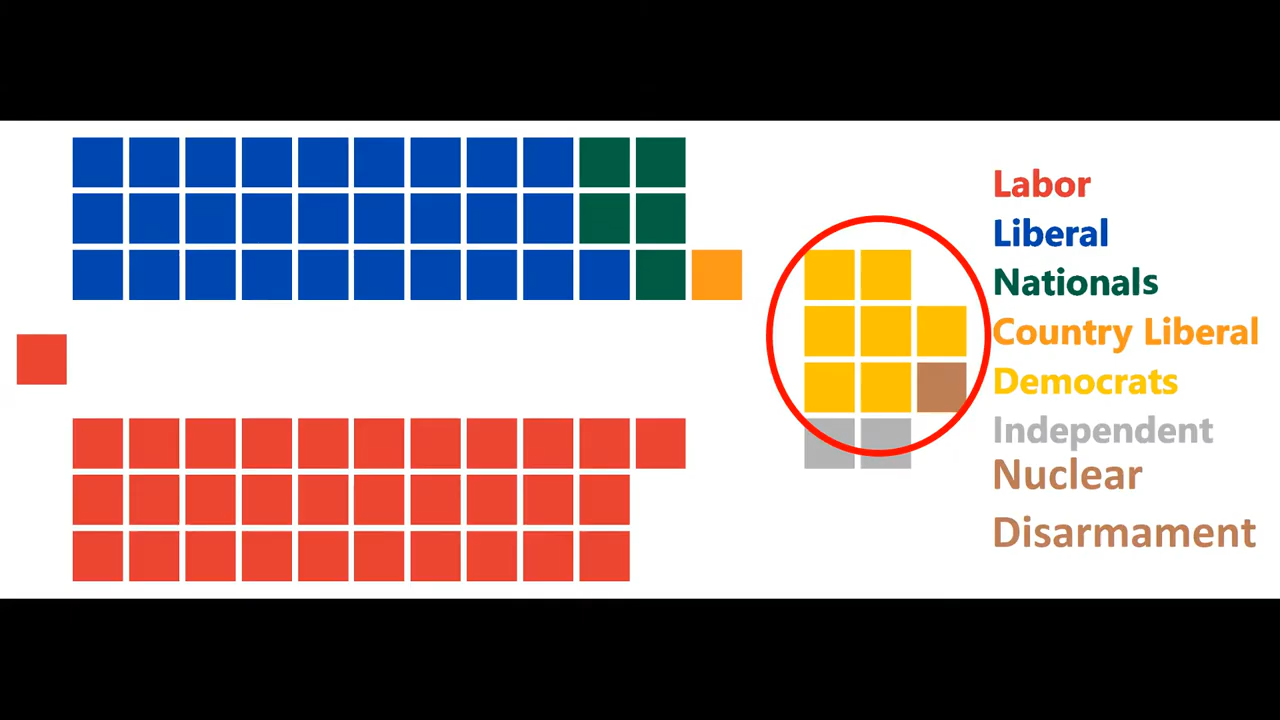 Labor
Liberal
Nationals
Country Liberal
Democrats
Independent
Nuclear
Disarmament